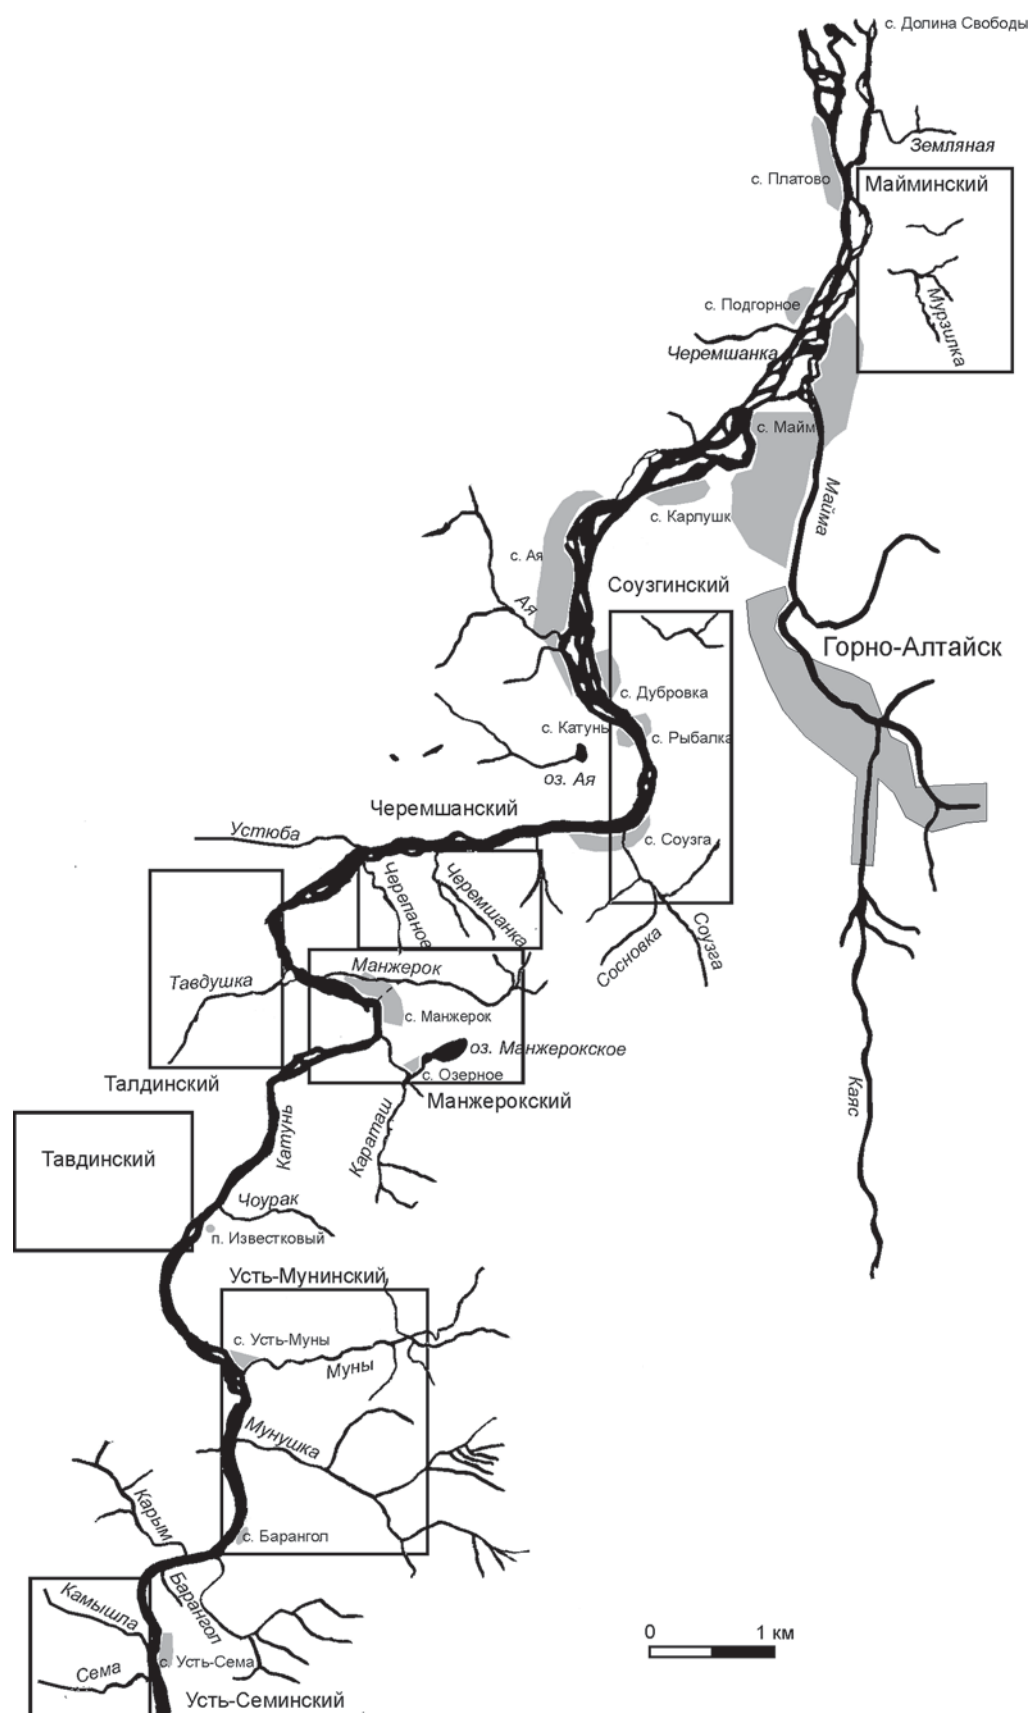 с. Долина Свободы
Земляная
с. Платово
Майминский
с. Подгорное
Мурзилка
Черемшанка
с. Майм
Майма
с. Карпушк
с. Ая
Соузгинский
Ая
Горно-Алтайск
с. Дубровка
с. Катунь
с. Рыбалка
оз. Ая
Черемшанский
Устюба
с. Соузга
Черепаное
Черемшанка
Сосновка
Соузга
Манжерок
Тавдушка
с. Манжерок
оз. Манжерокское
с. Озерное
Талдинский
Манжерокский
Каяс
Катунь
Караташ
Тавдинский
Чоурак
п. Известковый
Усть-Мунинский
с. Усть-Муны
Муны
Мунушка
Карым
с. Барангол
Барангол
Камышла
0 1 км
с. Усть-Сема
Сема
Усть-Семинский